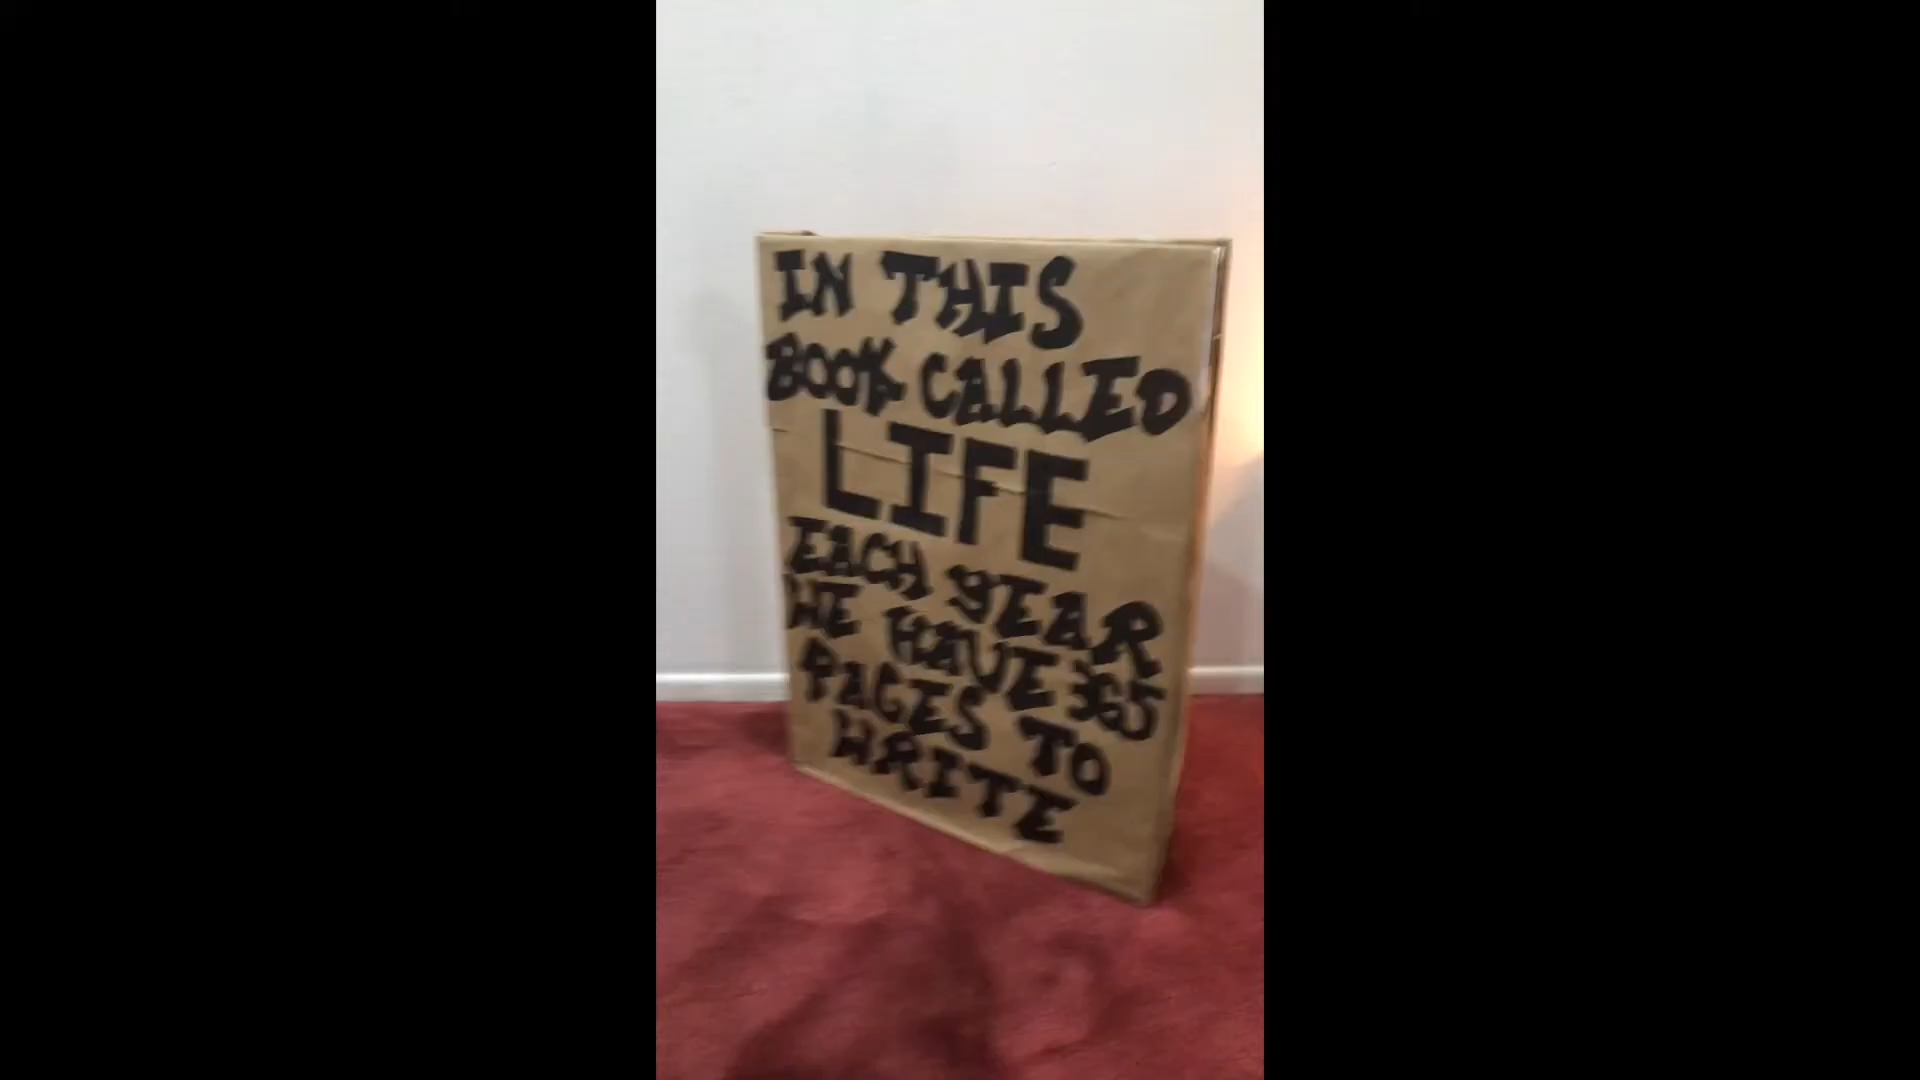 IN THIS
BOOK CALLED
LIFE
EACH YEAR
WE HAVE 365
PAGES TO
WRITE